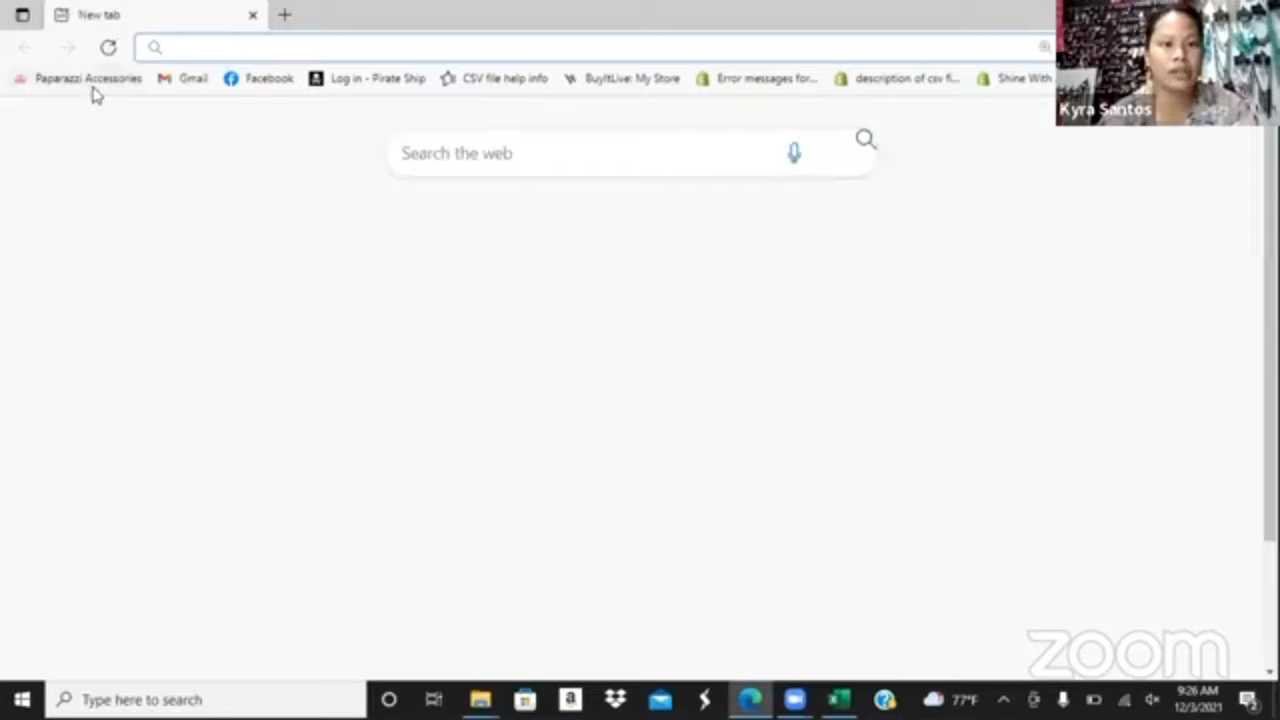 New tab
Paparazzi Accessories Gmail Facebook Log in - Pirate Ship CSV file help info BuyItLive: My Store Error messages for... description of csv fi... Shine With
Kyra Santos
Search the web
zoom
Type here to search
77°F
9:26 AM
12/3/2021